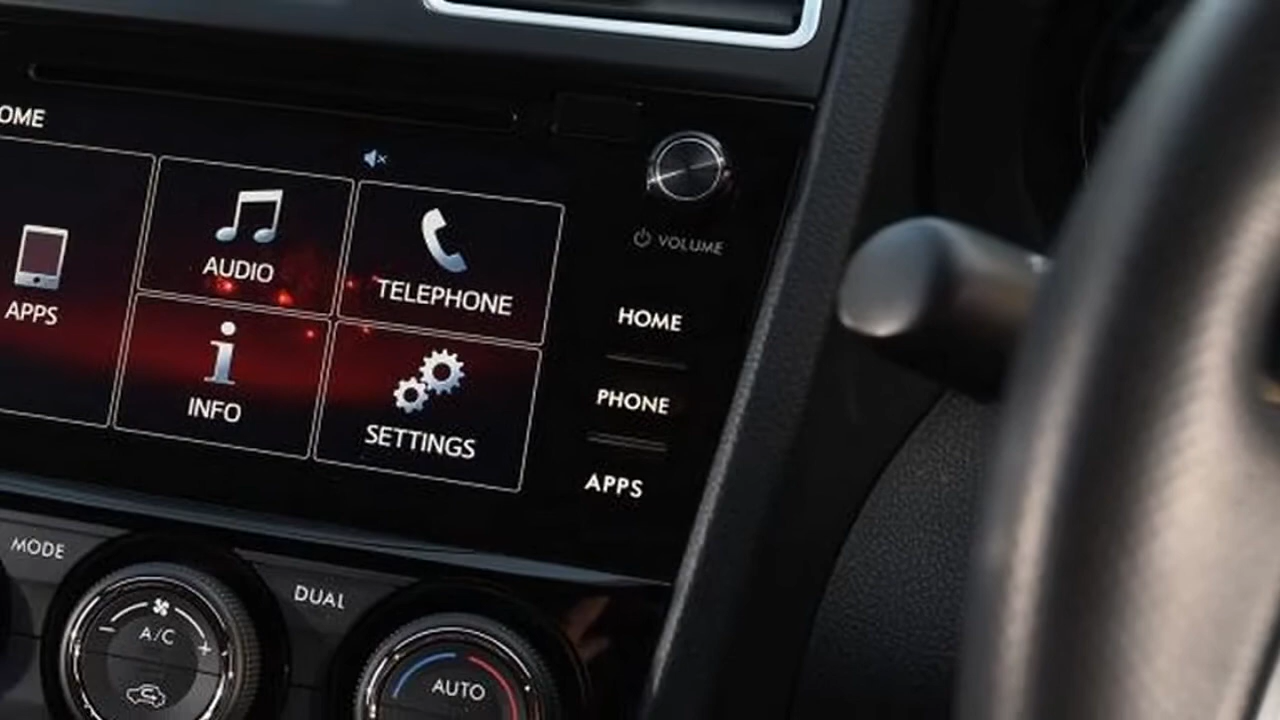 OME
APPS
AUDIO
TELEPHONE
INFO
SETTINGS
VOLUME
HOME
PHONE
APPS
MODE
DUAL
A/C
- +
AUTO